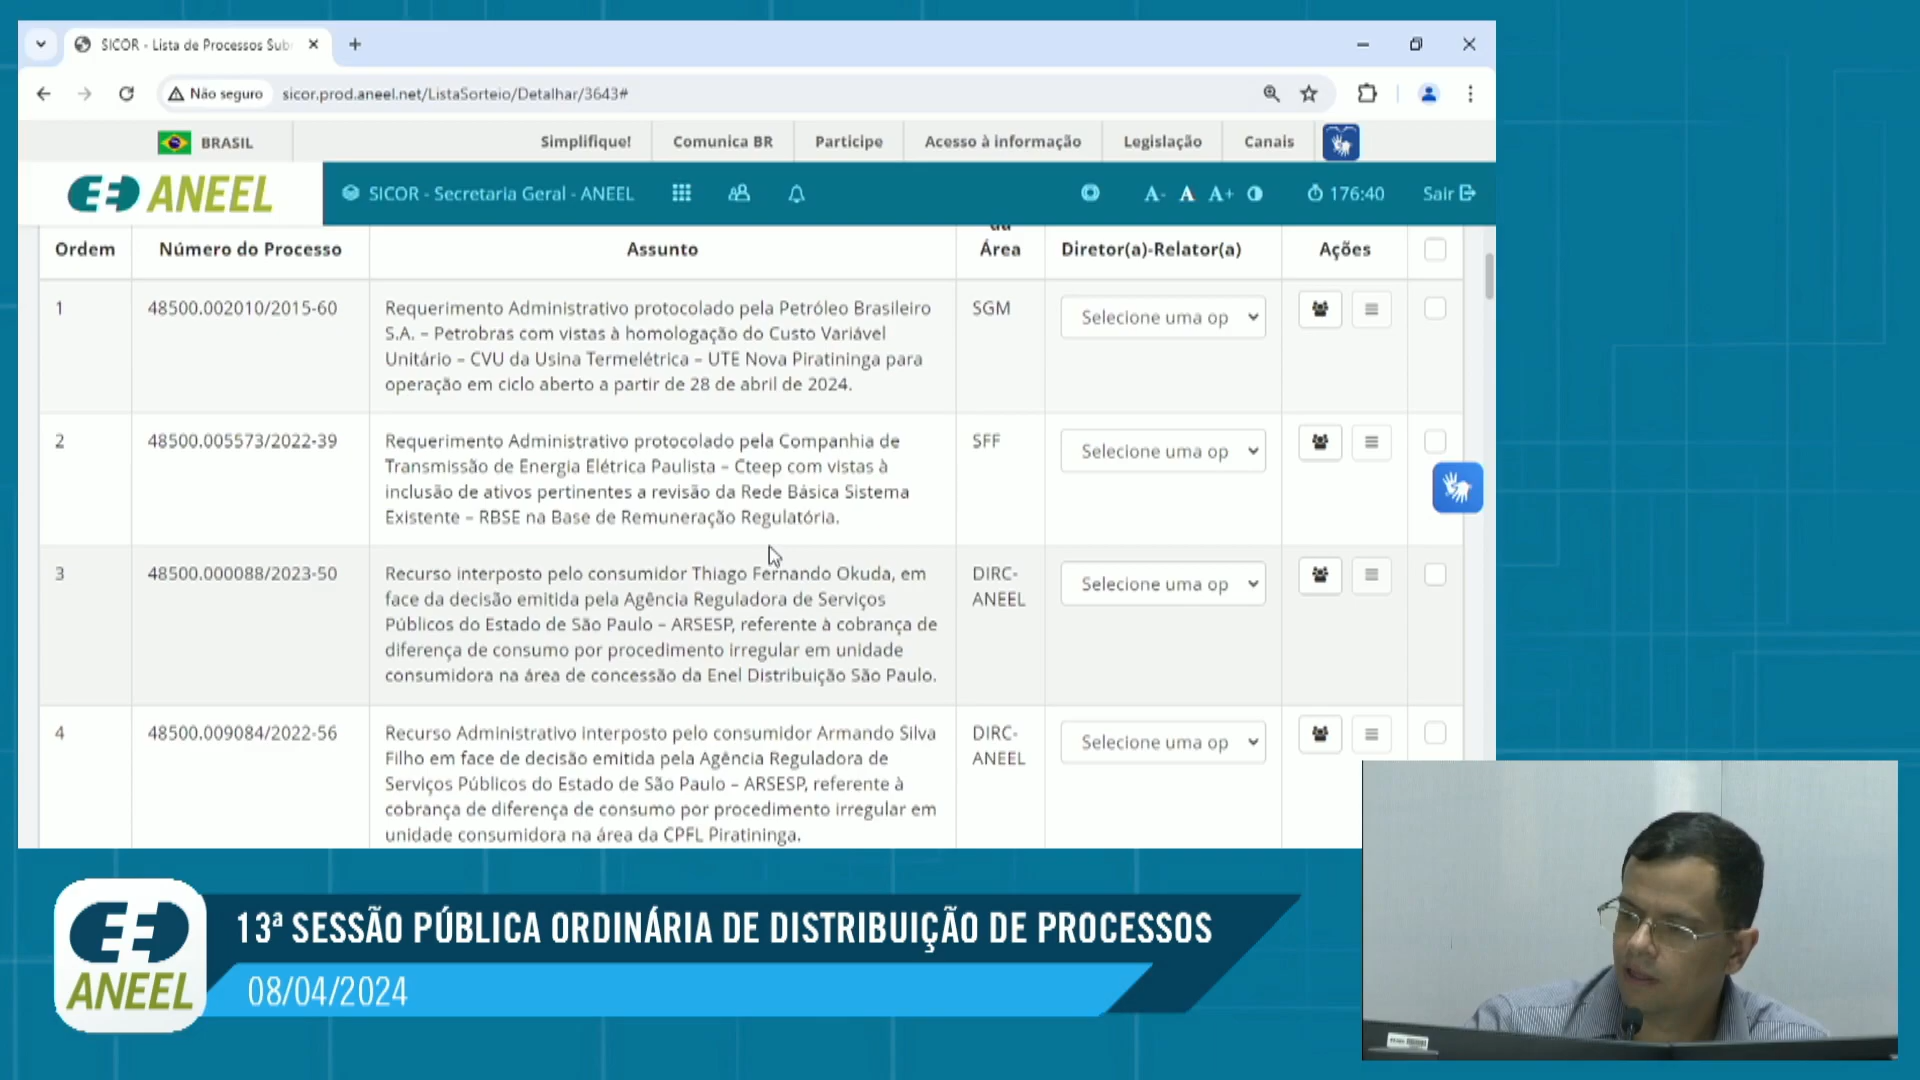 SICOR - Lista de Processos Sub
Não seguro
sicor.prod.aneel.net/ListaSorteio/Detalhar/3643#
BRASIL
Simplifique!
Comunica BR
Participe
Acesso à informação
Legislação
Canais
ANEEL
SICOR - Secretaria Geral - ANEEL
A-
A
A+
176:40
Sair
Ordem
Número do Processo
Assunto
da
Área
Diretor(a)-Relator(a)
Ações
1
48500.002010/2015-60
Requerimento Administrativo protocolado pela Petróleo Brasileiro
S.A. – Petrobras com vistas à homologação do Custo Variável
Unitário – CVU da Usina Termelétrica – UTE Nova Piratininga para
operação em ciclo aberto a partir de 28 de abril de 2024.
SGM
Selecione uma op
2
48500.005573/2022-39
Requerimento Administrativo protocolado pela Companhia de
Transmissão de Energia Elétrica Paulista – Cteep com vistas à
inclusão de ativos pertinentes a revisão da Rede Básica Sistema
Existente – RBSE na Base de Remuneração Regulatória.
SFF
Selecione uma op
3
48500.000088/2023-50
Recurso interposto pelo consumidor Thiago Fernando Okuda, em
face da decisão emitida pela Agência Reguladora de Serviços
Públicos do Estado de São Paulo – ARSESP, referente à cobrança de
diferença de consumo por procedimento irregular em unidade
consumidora na área de concessão da Enel Distribuição São Paulo.
DIRC-
ANEEL
Selecione uma op
4
48500.009084/2022-56
Recurso Administrativo interposto pelo consumidor Armando Silva
Filho em face de decisão emitida pela Agência Reguladora de
Serviços Públicos do Estado de São Paulo – ARSESP, referente à
cobrança de diferença de consumo por procedimento irregular em
unidade consumidora na área da CPFL Piratininga.
DIRC-
ANEEL
Selecione uma op
ANEEL
13ª SESSÃO PÚBLICA ORDINÁRIA DE DISTRIBUIÇÃO DE PROCESSOS
08/04/2024